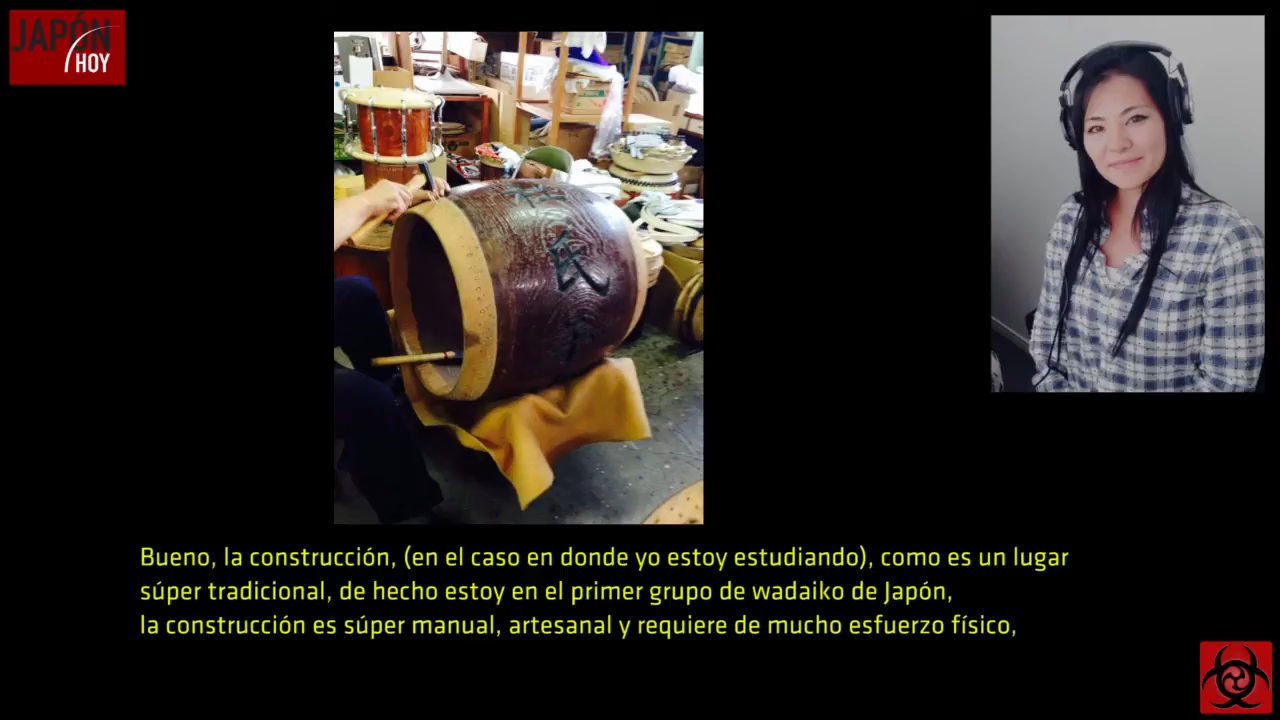 JAPÓN
HOY
氏
Bueno, la construcción, (en el caso en donde yo estoy estudiando), como es un lugar
súper tradicional, de hecho estoy en el primer grupo de wadaiko de Japón,
la construcción es súper manual, artesanal y requiere de mucho esfuerzo físico,